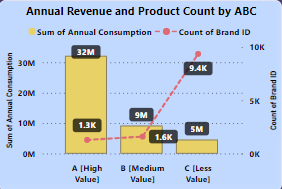 Annual Revenue and Product Count by ABC
Sum of Annual Consumption Count of Brand ID
Sum of Annual Consumption
30M
20M
10M
0M
32M
9M
5M
1.3K
1.6K
9.4K
10K
5K
0K
Count of Brand ID
A [High
Value]
B [Medium
Value]
C [Less
Value]